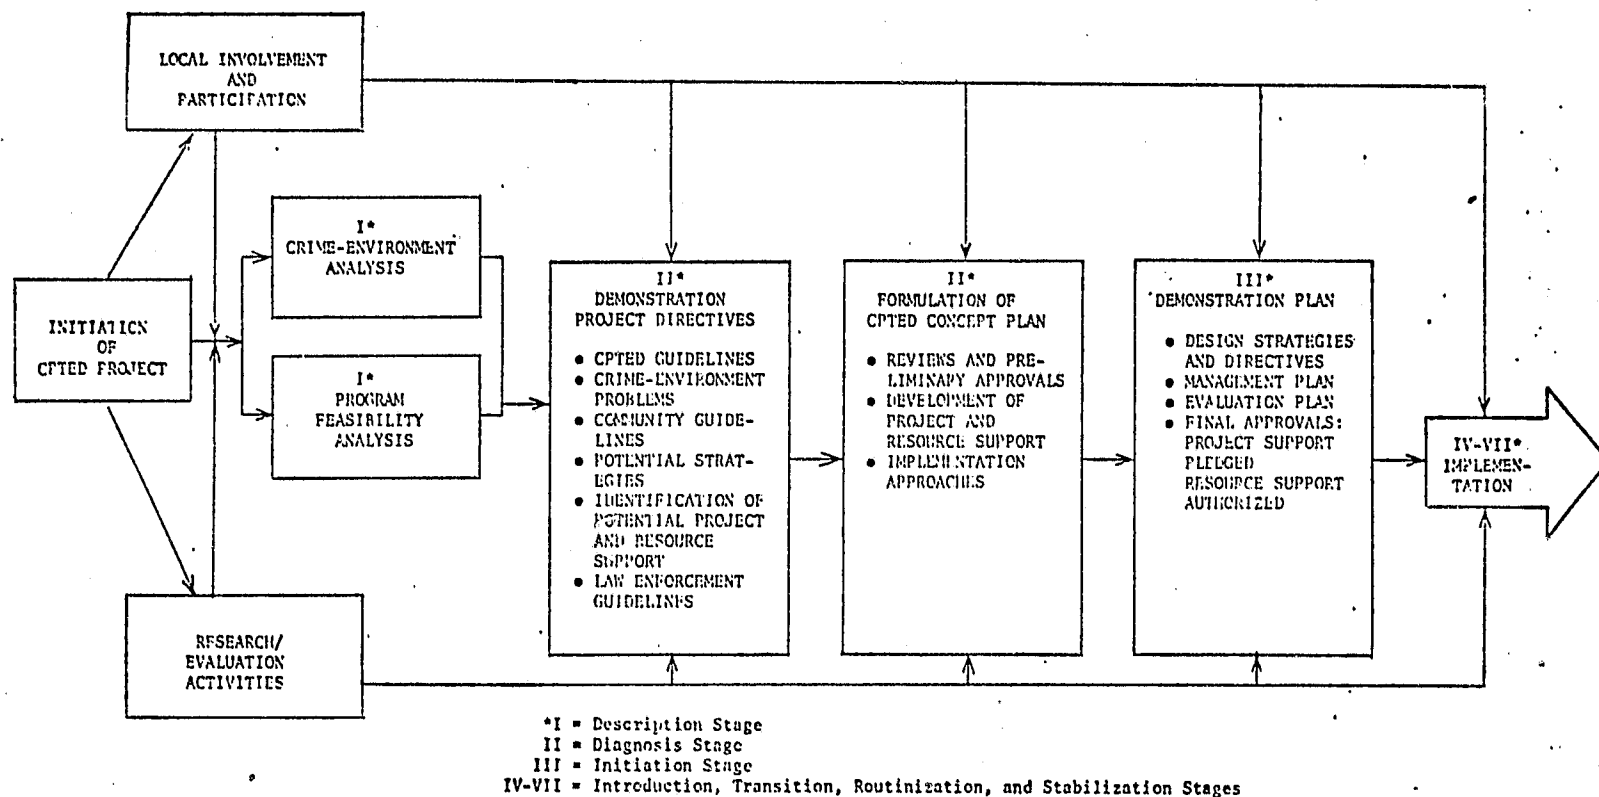 LOCAL INVOLVEMENT
AND
PARTICIPATION
INITIATION
OF
CPTED PROJECT
I*
CRIME-ENVIRONMENT
ANALYSIS
I*
PROGRAM
FEASIBILITY
ANALYSIS
RESEARCH/
EVALUATION
ACTIVITIES
II*
DEMONSTRATION
PROJECT DIRECTIVES
● CPTED GUIDELINES
● CRIME-ENVIRONMENT
PROBLEMS
● COMMUNITY GUIDE-
LINES
● POTENTIAL STRAT-
EGIES
● IDENTIFICATION OF
POTENTIAL PROJECT
AND RESOURCE
SUPPORT
● LAW ENFORCEMENT
GUIDELINES
II*
FORMULATION OF
CPTED CONCEPT PLAN
● REVIEWS AND PRE-
LIMINARY APPROVALS
● DEVELOPMENT OF
PROJECT AND
RESOURCE SUPPORT
● IMPLEMENTATION
APPROACHES
III*
DEMONSTRATION PLAN
● DESIGN STRATEGIES
AND DIRECTIVES
● MANAGEMENT PLAN
● EVALUATION PLAN
● FINAL APPROVALS:
PROJECT SUPPORT
PLEDGED
RESOURCE SUPPORT
AUTHORIZED
IV-VII*
IMPLEMEN-
TATION
*I = Description Stage
II = Diagnosis Stage
III = Initiation Stage
IV-VII = Introduction, Transition, Routinization, and Stabilization Stages